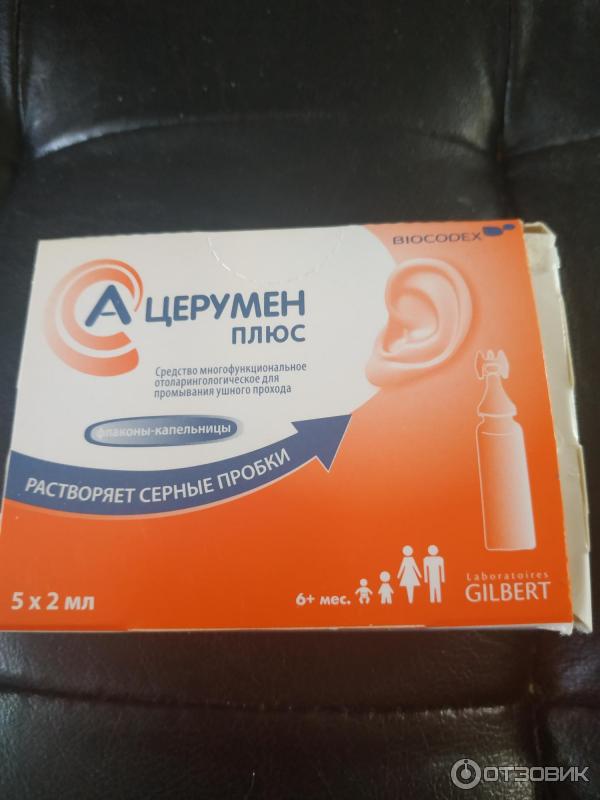 BIOCODEX
АЦЕРУМЕН
ПЛЮС
Средство многофункциональное
отоларингологическое для
промывания ушного прохода
флаконы-капельницы
РАСТВОРЯЕТ СЕРНЫЕ ПРОБКИ
5 x 2 мл
6+ мес.
Laboratoires
GILBERT
ОТЗОВИК